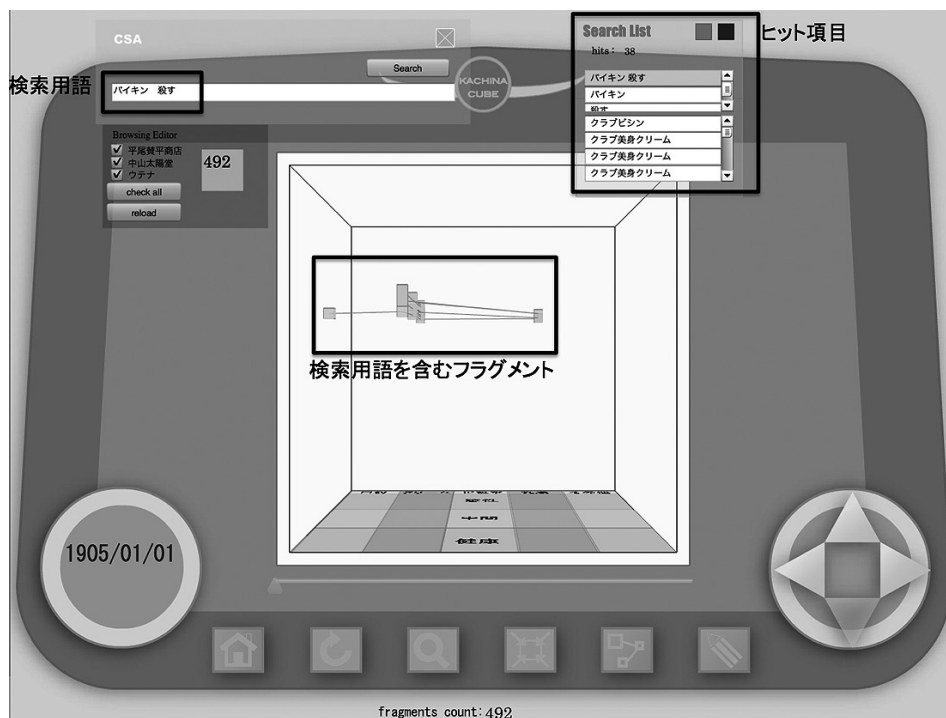 CSA
Search
検索用語
バイキン 殺す
KACHINA
CUBE
Search List
hits : 38
バイキン 殺す
バイキン
殺す
クラブビシン
クラブ美身クリーム
クラブ美身クリーム
クラブ美身クリーム
ヒット項目
Browsing Editor
平尾賛平商店
中山太陽堂
ウテナ
492
check all
reload
検索用語を含むフラグメント
中間
健康
1905/01/01
fragments count:492